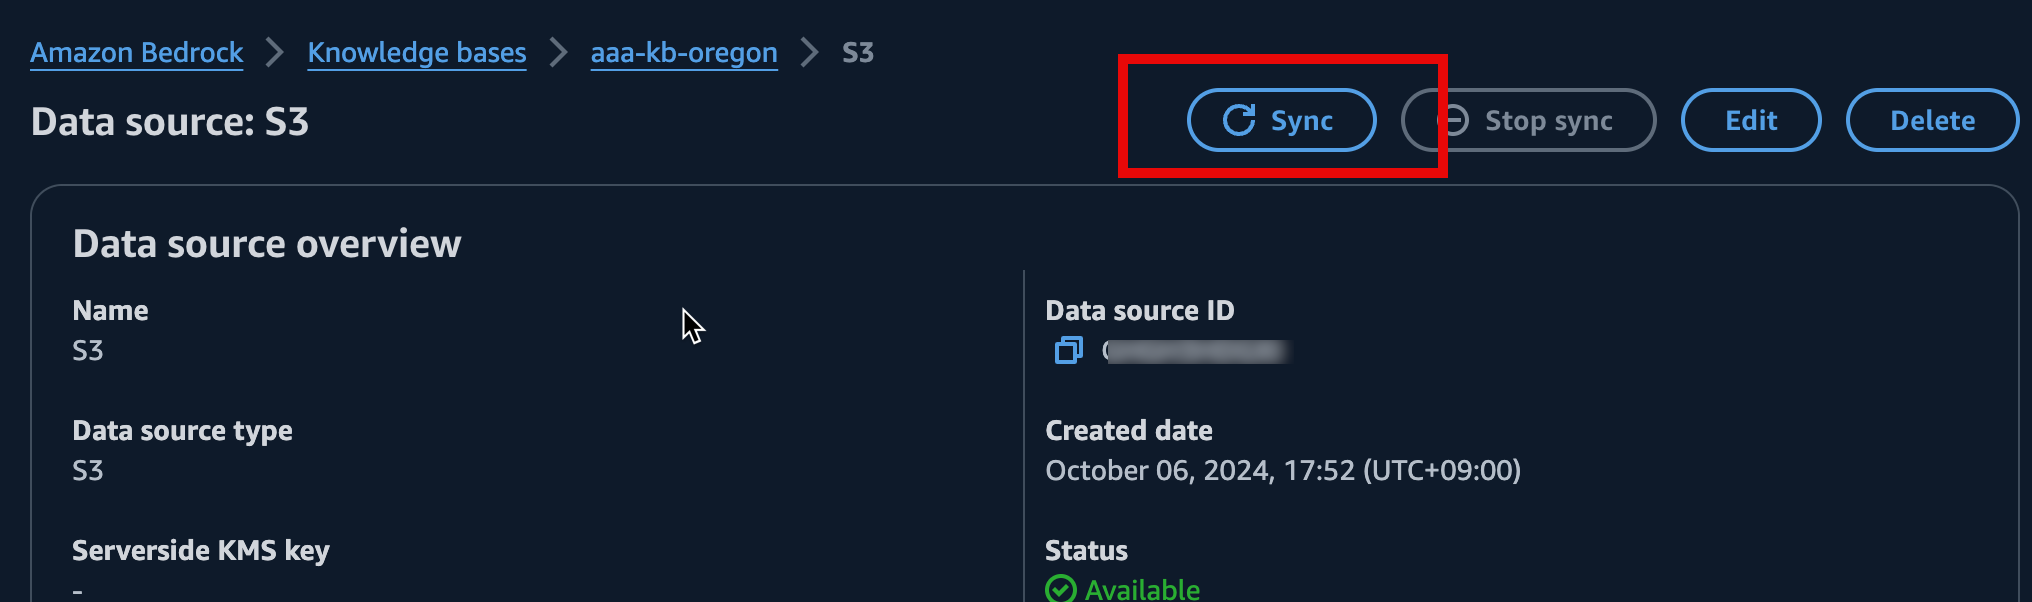 Amazon Bedrock > Knowledge bases > aaa-kb-oregon > S3
Data source: S3
Sync
Stop sync
Edit
Delete
Data source overview
Name
S3
Data source ID
Data source type
S3
Created date
October 06, 2024, 17:52 (UTC+09:00)
Serverside KMS key
-
Status
Available